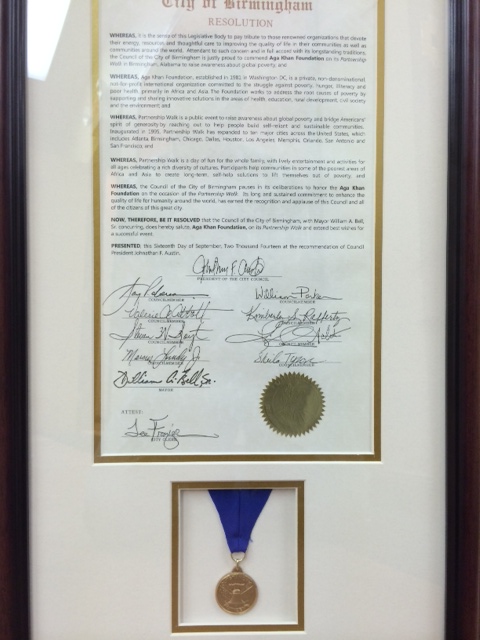 City of Birmingham
RESOLUTION
WHEREAS, it is the policy of this Legislative Body to pay tribute to those renowned organizations that devote
their energy, resources and thoughtful care to improving the quality of life in their communities as well as
communities around the world. Attendant to such concern and in full accord with its longstanding traditions,
the Council of the City of Birmingham is justly proud to commend Aga Khan Foundation on its Partnership
Walk in Birmingham, Alabama to raise awareness about global poverty, and
WHEREAS, Aga Khan Foundation, established in 1981 in Washington DC, is a private, non-denominational,
not-for-profit international organization committed to the struggle against poverty, hunger, illiteracy and
poor health, primarily in Africa and Asia. The Foundation works to address the root causes of poverty by
supporting and sharing innovative solutions in the areas of health, education, rural development, civil society
and the environment; and
WHEREAS, Partnership Walk is a public event to raise awareness about global poverty and bridge Americans'
spirit of generosity by reaching out to help people build self-reliant and sustainable communities.
Inaugurated in 1995, Partnership Walk has expanded to ten major cities across the United States, which
includes Atlanta, Birmingham, Chicago, Dallas, Houston, Los Angeles, Memphis, Orlando, San Antonio and
San Francisco; and
WHEREAS, Partnership Walk is a day of fun for the whole family, with lively entertainment and activities for
all ages celebrating a rich diversity of cultures. Participants help communities in some of the poorest areas of
Africa and Asia to create long-term, self-help solutions to lift themselves out of poverty; and
WHEREAS, the Council of the City of Birmingham pauses in its deliberations to honor the Aga Khan
Foundation on the occasion of the Partnership Walk. Its long and sustained commitment to enhance the
quality of life for humanity around the world, has earned the recognition and applause of this Council and all
of the citizens of this great city.
NOW, THEREFORE, BE IT RESOLVED that the Council of the City of Birmingham, with Mayor William A. Bell,
Sr. concurring, does hereby salute Aga Khan Foundation, on its Partnership Walk and extend best wishes for
a successful event.
PRESENTED, this Sixteenth Day of September, Two Thousand Fourteen at the recommendation of Council
President Johnathan F. Austin.
Johnathan F. Austin
PRESIDENT OF THE CITY COUNCIL
William Parker
COUNCILMEMBER
Valerie A. Abbott
Kimberly Rafferty
Steven W. Hoyt
Marcus Lundy Jr.
Sheila Tyson
William A. Bell, Sr.
MAYOR
ATTEST:
CITY CLERK